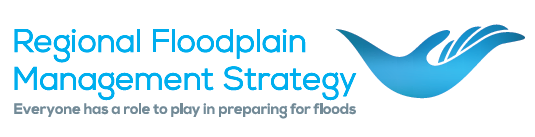 Regional Floodplain
Management Strategy
Everyone has a role to play in preparing for floods